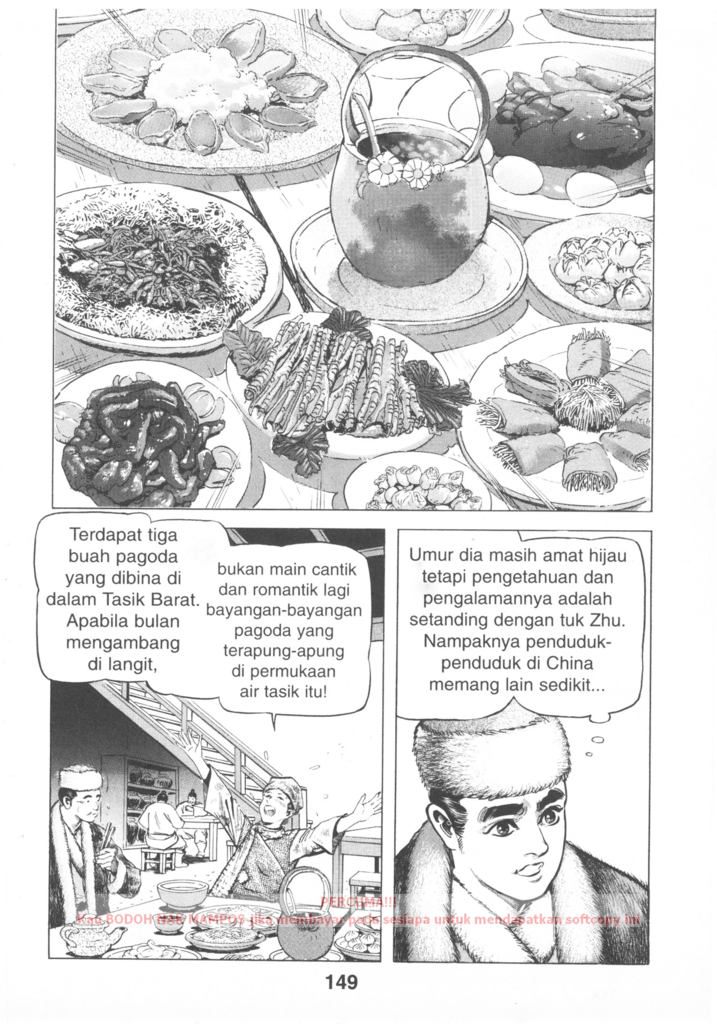 Terdapat tiga
buah pagoda
yang dibina di
dalam Tasik Barat.
Apabila bulan
mengambang
di langit,
bukan main cantik
dan romantik lagi
bayangan-bayangan
pagoda yang
terapung-apung
di permukaan
air tasik itu!
Umur dia masih amat hijau
tetapi pengetahuan dan
pengalamannya adalah
setanding dengan tuk Zhu.
Nampaknya penduduk-
penduduk di China
memang lain sedikit...
PERCUMA!!!
BODOH NAK MAMPOS jika membayar pada sesiapa untuk mendapatkan softcopy ini
149